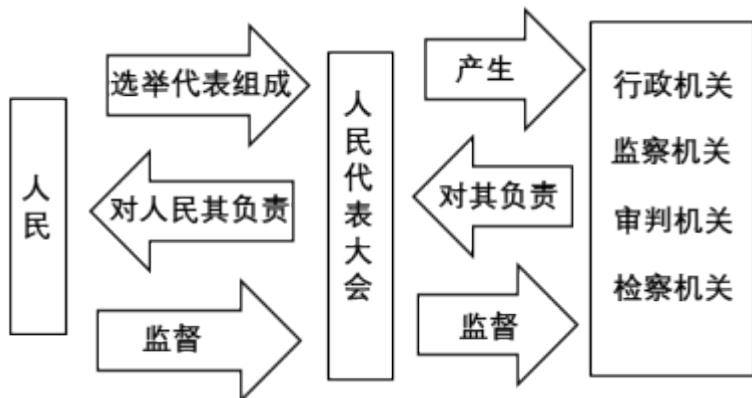 人民
选举代表组成
对人民其负责
监督
人民代表大会
产生
对其负责
监督
行政机关
监察机关
审判机关
检察机关